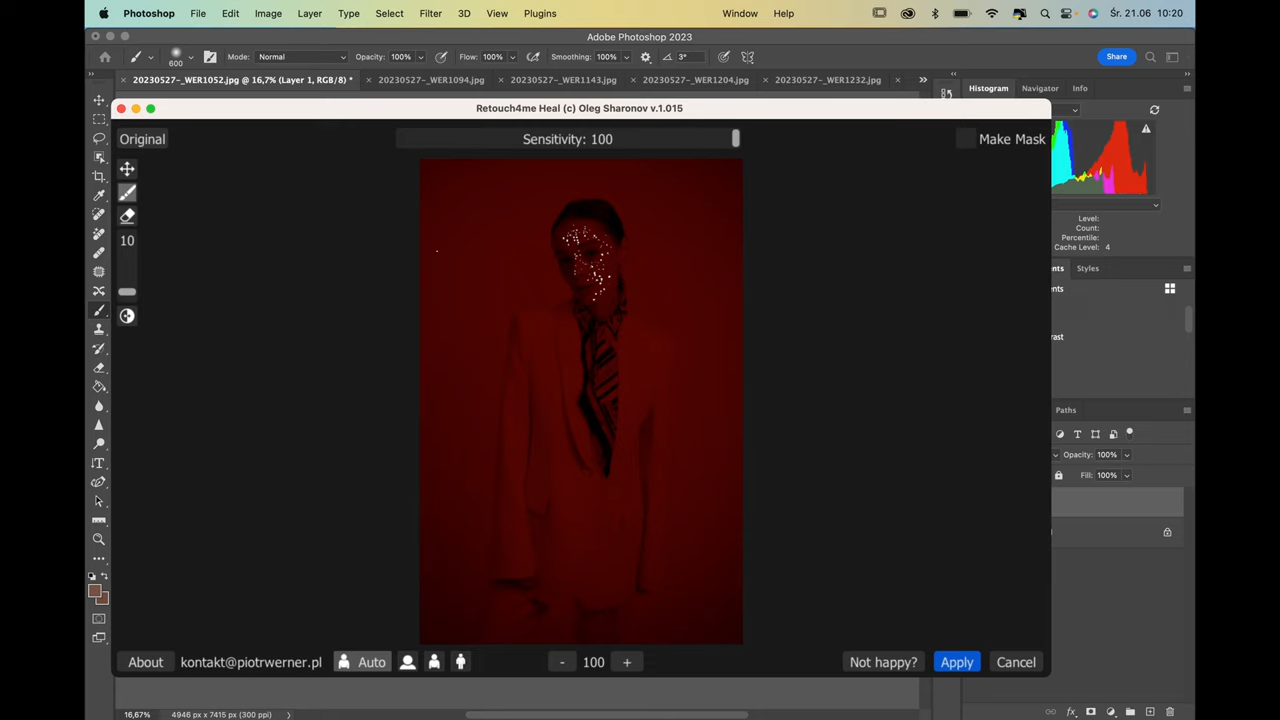 Photoshop File Edit Image Layer Type Select Filter 3D View Plugins Window Help Śr. 21.06 10:20
Adobe Photoshop 2023
600 Mode: Normal Opacity: 100% Flow: 100% Smoothing: 100% 3° Share
20230527-_WER1052.jpg @ 16,7% (Layer 1, RGB/8) * 20230527-_WER1094.jpg 20230527-_WER1143.jpg 20230527-_WER1204.jpg 20230527-_WER1232.jpg
Histogram Navigator Info
Retouch4me Heal (c) Oleg Sharonov v.1.015
Original Sensitivity: 100 Make Mask
10
Level:
Count:
Percentile:
Cache Level: 4
Styles
Paths
Opacity: 100%
Fill: 100%
About kontakt@piotrwerner.pl Auto - 100 + Not happy? Apply Cancel
16,67% 4946 px x 7415 px (300 ppi)